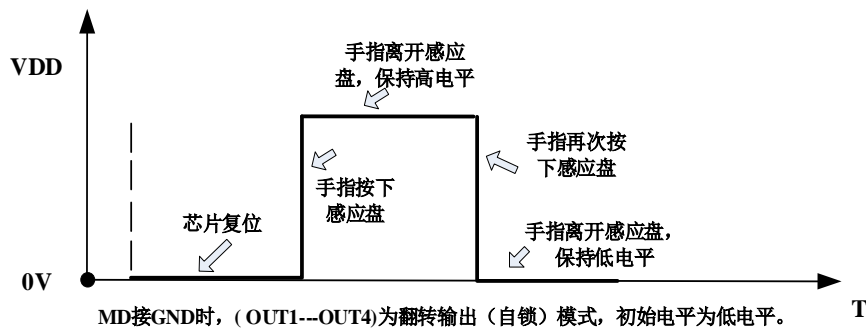 VDD
手指离开感应
盘，保持高电平
手指再次按
下感应盘
手指按下
感应盘
芯片复位
手指离开感应盘，
保持低电平
0V
T
MD接GND时，( OUT1---OUT4)为翻转输出（自锁）模式，初始电平为低电平。